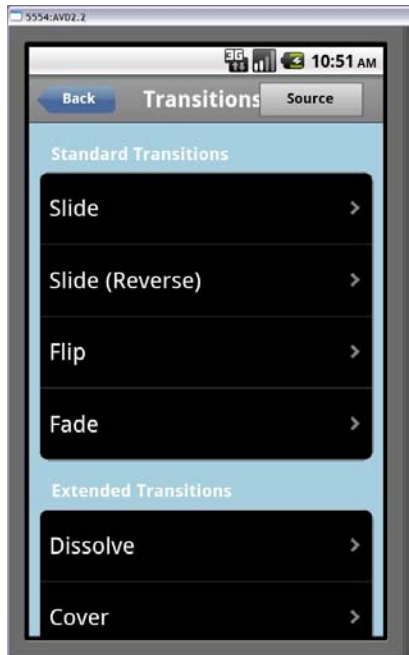 5554:AVD2.2
3G 10:51 AM
Back Transitions Source
Standard Transitions
Slide
Slide (Reverse)
Flip
Fade
Extended Transitions
Dissolve
Cover